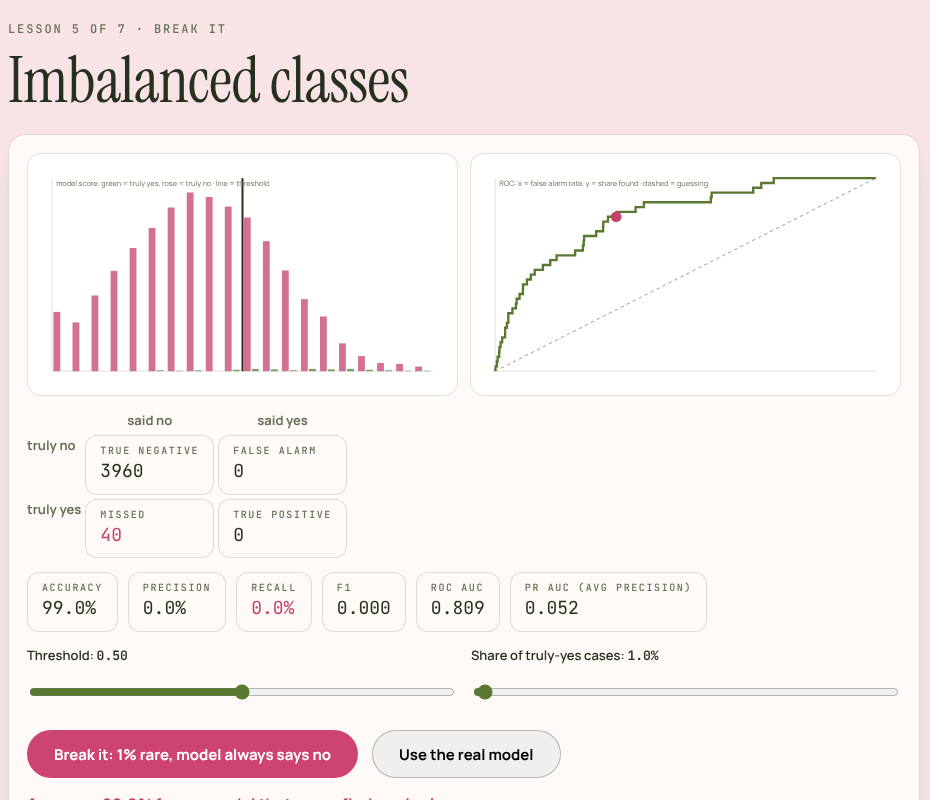 LESSON 5 OF 7 · BREAK IT
Imbalanced classes
model score: green = truly yes, rose = truly no · line = threshold
ROC: x = false alarm rate, y = share found · dashed = guessing
said no said yes
truly no
TRUE NEGATIVE FALSE ALARM
3960 0
truly yes
MISSED TRUE POSITIVE
40 0
ACCURACY PRECISION RECALL F1 ROC AUC PR AUC (AVG PRECISION)
99.0% 0.0% 0.0% 0.000 0.809 0.052
Threshold: 0.50 Share of truly-yes cases: 1.0%
Break it: 1% rare, model always says no Use the real model